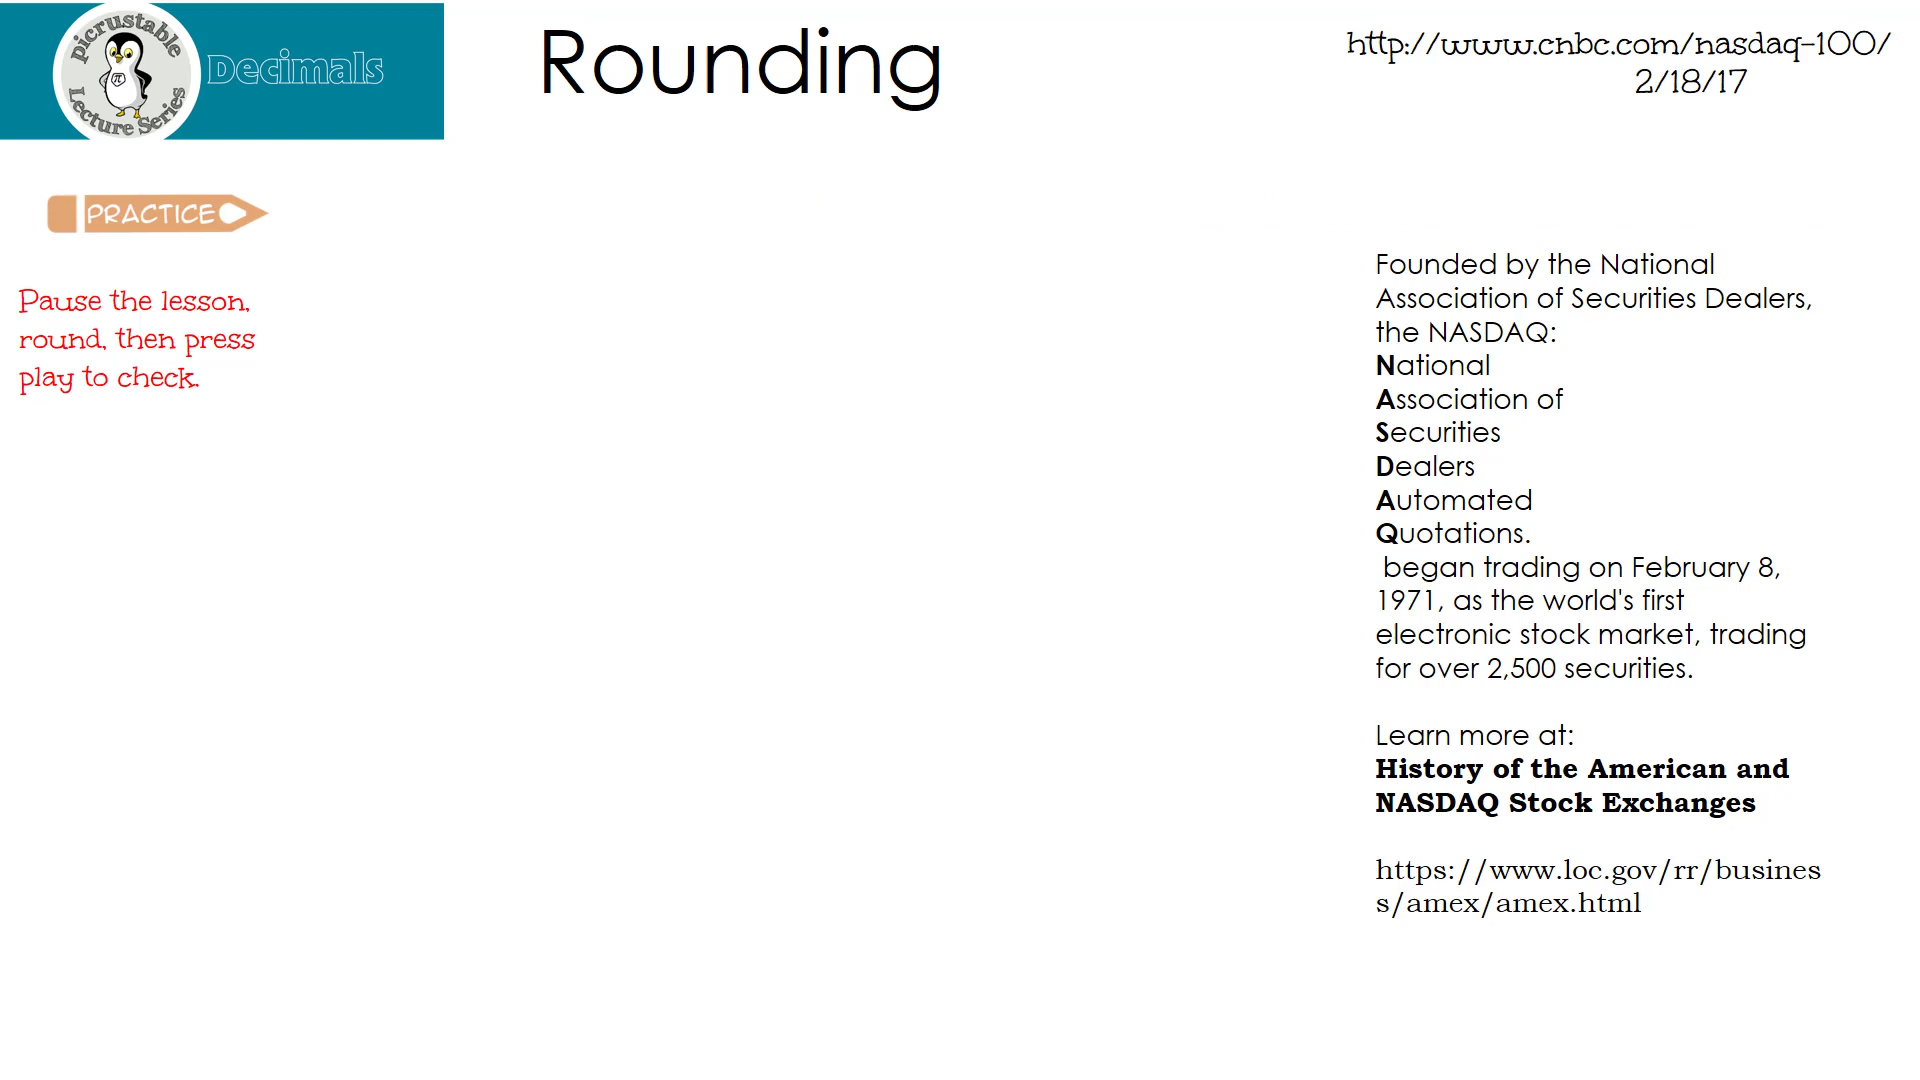 picrustable
Lecture Series
π
Decimals
Rounding
http://www.cnbc.com/nasdaq-100/
2/18/17
PRACTICE
Pause the lesson,
round, then press
play to check.
Founded by the National
Association of Securities Dealers,
the NASDAQ:
National
Association of
Securities
Dealers
Automated
Quotations.
began trading on February 8,
1971, as the world's first
electronic stock market, trading
for over 2,500 securities.
Learn more at:
History of the American and
NASDAQ Stock Exchanges
https://www.loc.gov/rr/busines
s/amex/amex.html